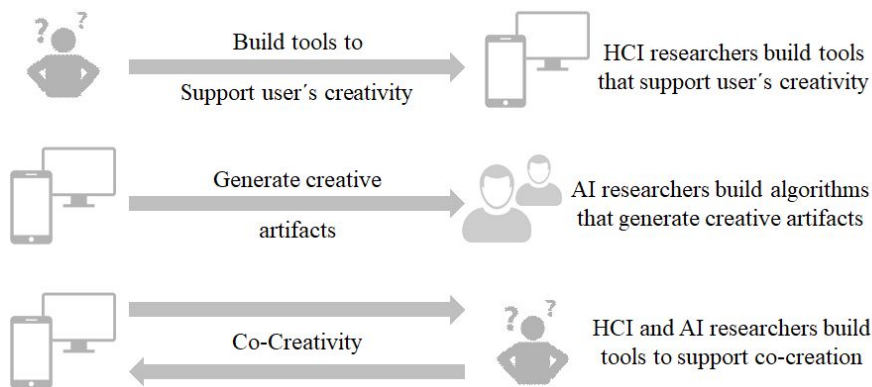 ? ?
Build tools to
Support user´s creativity
HCI researchers build tools
that support user´s creativity
Generate creative
artifacts
AI researchers build algorithms
that generate creative artifacts
Co-Creativity
? ?
HCI and AI researchers build
tools to support co-creation